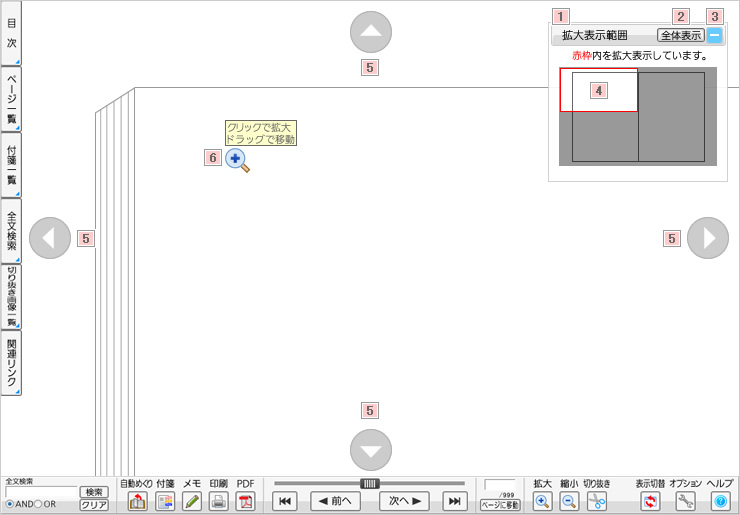 目次
ページ一覧
付箋一覧
全文検索
切り抜き画像一覧
関連リンク
5
1
2
3
拡大表示範囲
全体表示
赤枠内を拡大表示しています。
4
クリックで拡大
ドラッグで移動
6
5
5
5
全文検索
検索
AND OR
クリア
自動めくり
付箋
メモ
印刷
PDF
前へ
次へ
/999
ページに移動
拡大
縮小
切り抜き
表示切替
オプション
ヘルプ